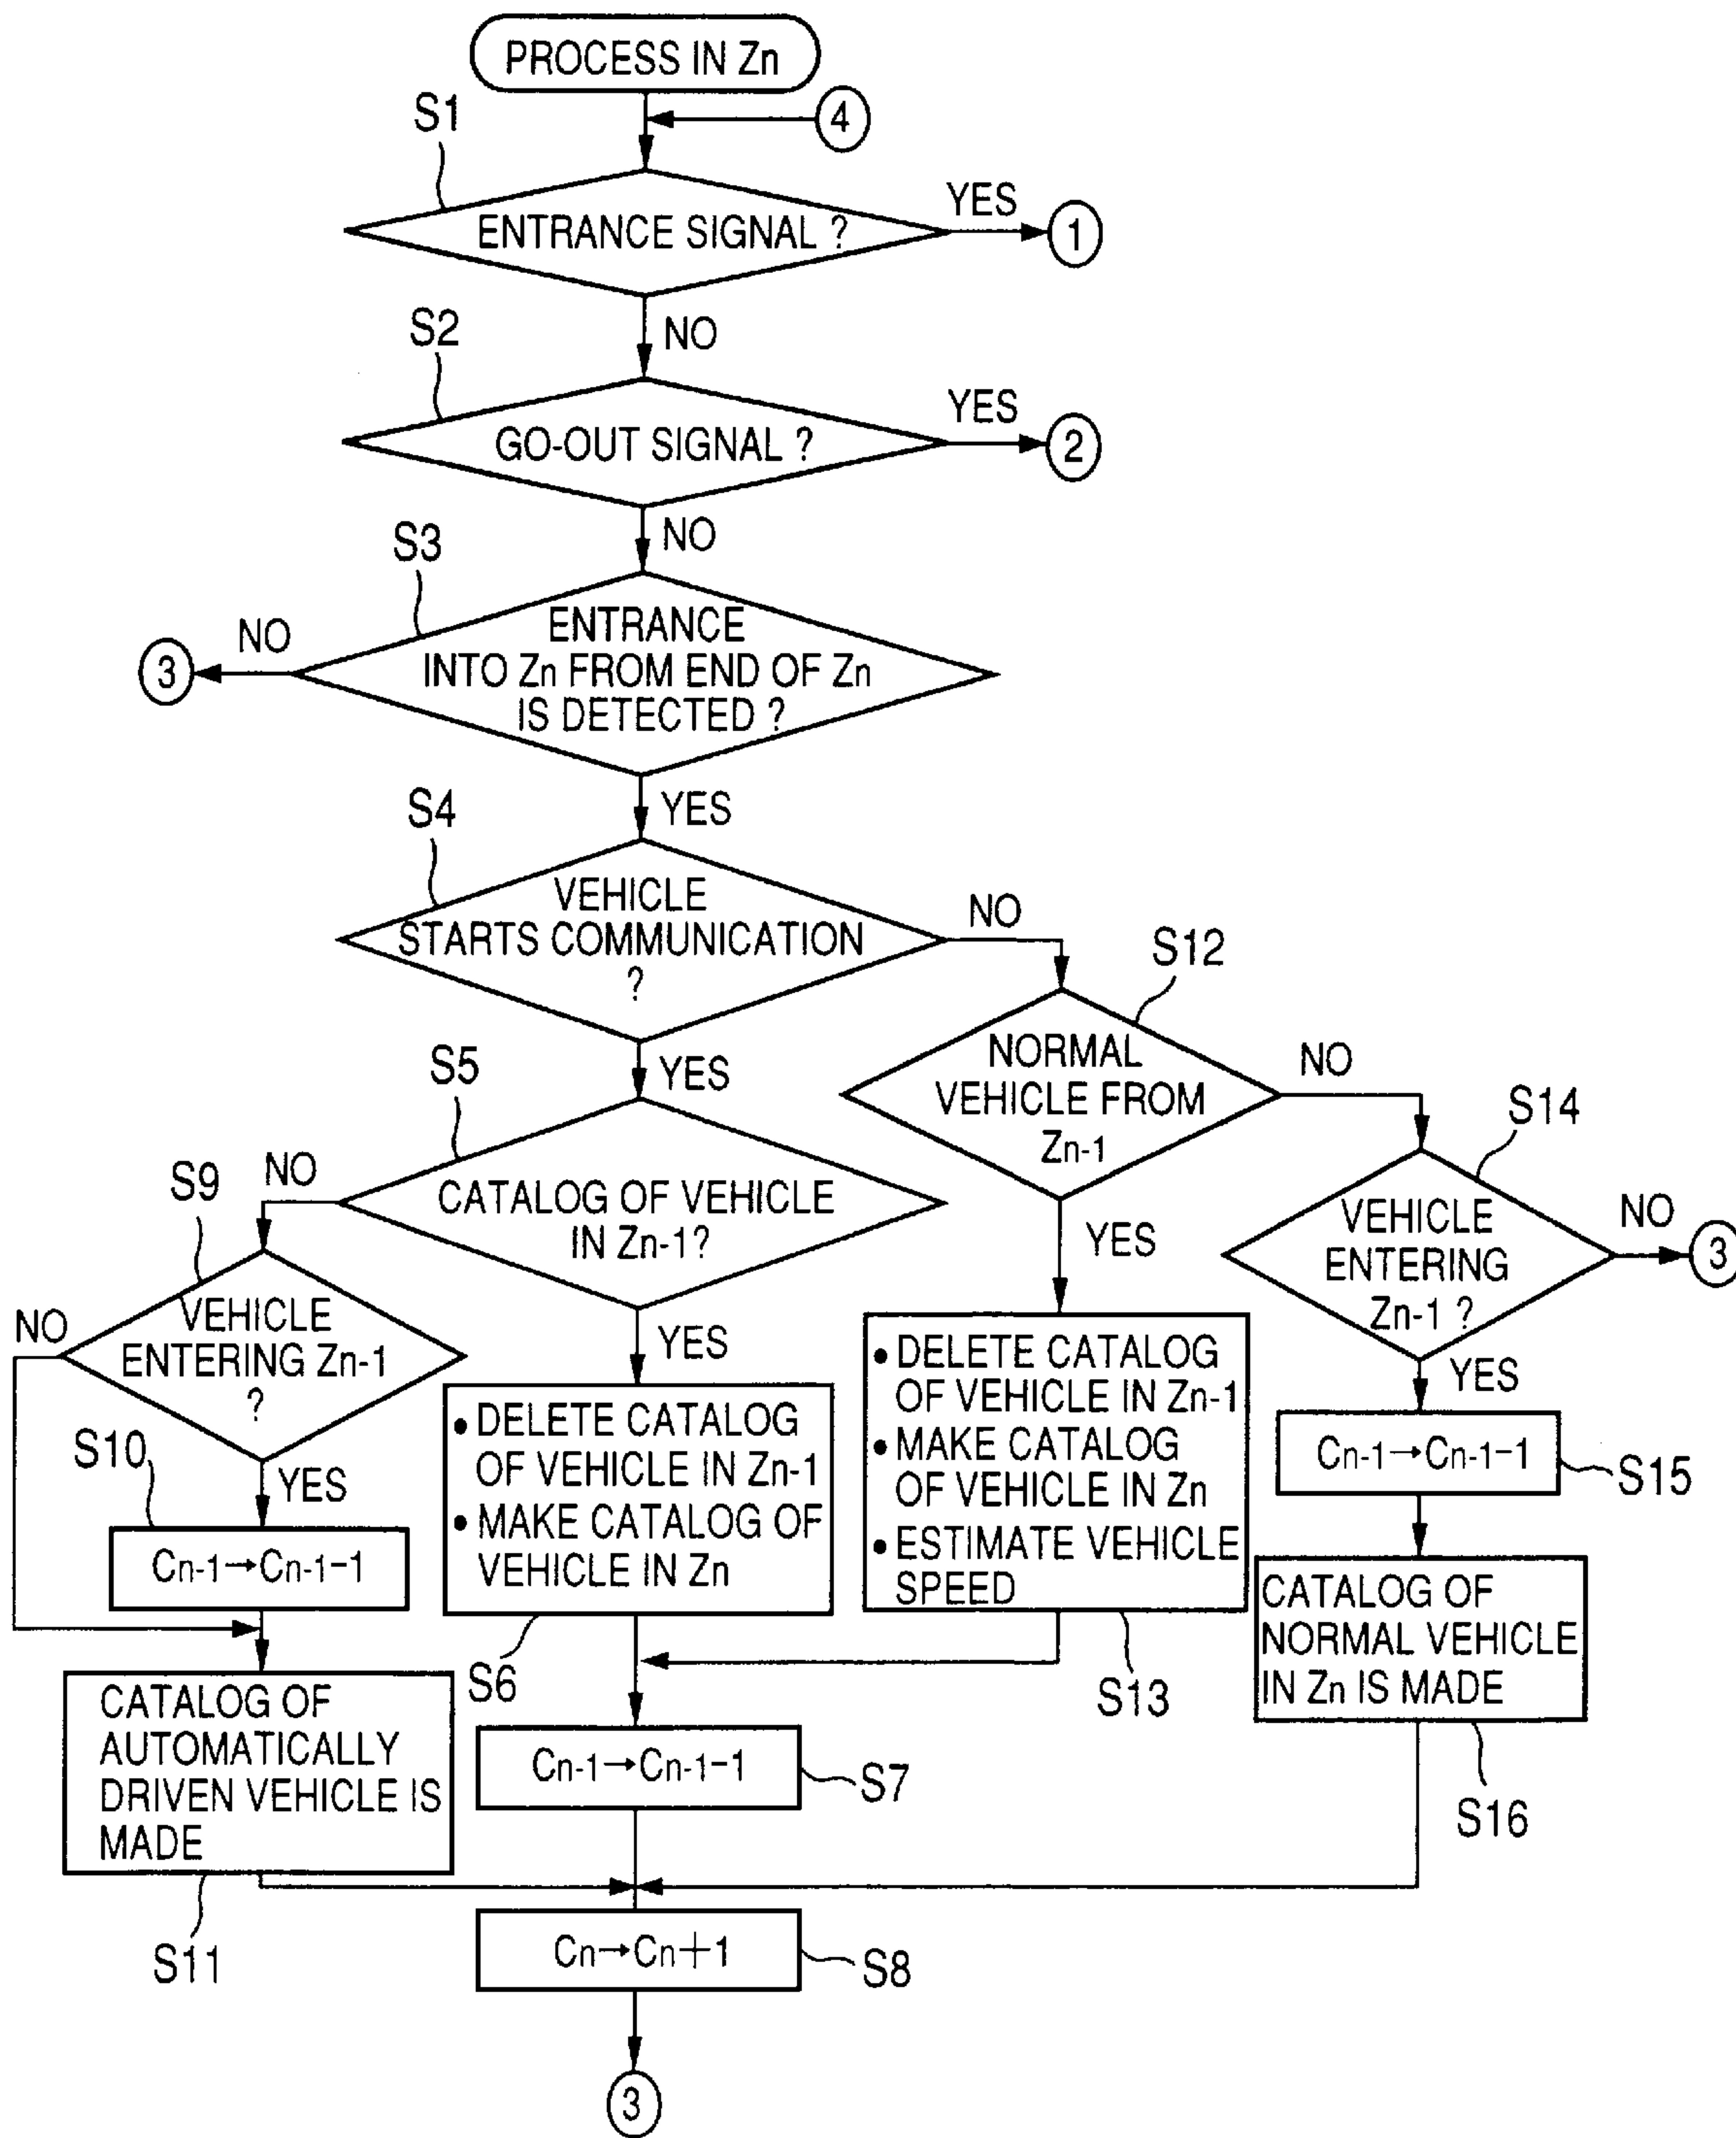 PROCESS IN Zn
4
S1
ENTRANCE SIGNAL ?
YES
1
NO
S2
GO-OUT SIGNAL ?
YES
2
NO
S3
ENTRANCE
INTO Zn FROM END OF Zn
IS DETECTED ?
NO
3
YES
S4
VEHICLE
STARTS COMMUNICATION
?
NO
YES
S12
NORMAL
VEHICLE FROM
Zn-1
NO
YES
S5
CATALOG OF VEHICLE
IN Zn-1?
NO
YES
S14
VEHICLE
ENTERING
Zn-1 ?
NO
3
YES
S9
VEHICLE
ENTERING Zn-1
?
NO
YES
S10
Cn-1→Cn-1-1
• DELETE CATALOG
OF VEHICLE IN Zn-1
• MAKE CATALOG OF
VEHICLE IN Zn
S6
• DELETE CATALOG
OF VEHICLE IN Zn-1
• MAKE CATALOG
OF VEHICLE IN Zn
• ESTIMATE VEHICLE
SPEED
S13
Cn-1→Cn-1-1
S15
CATALOG OF
NORMAL VEHICLE
IN Zn IS MADE
S16
CATALOG OF
AUTOMATICALLY
DRIVEN VEHICLE IS
MADE
S11
Cn-1→Cn-1-1
S7
Cn→Cn+1
S8
3